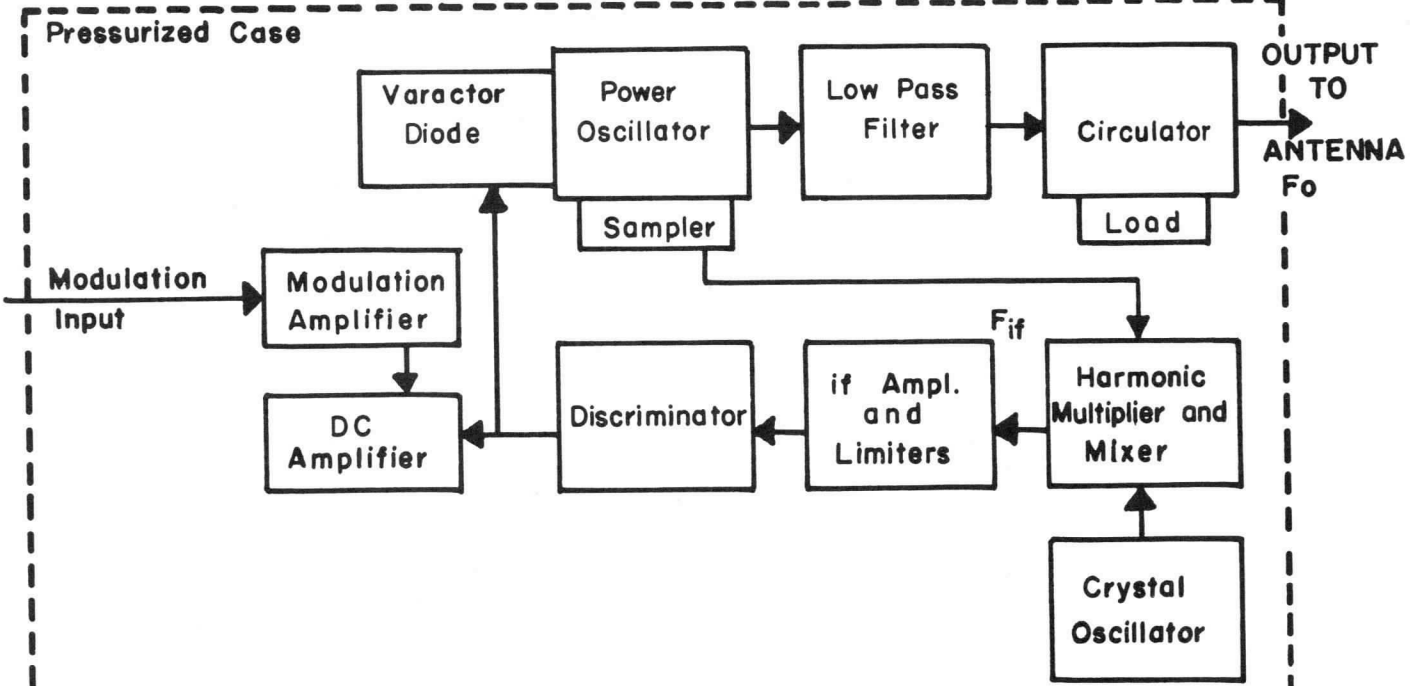 Pressurized Case
Varactor
Diode
Power
Oscillator
Low Pass
Filter
Circulator
OUTPUT
TO
ANTENNA
Fo
Sampler
Load
Modulation
Input
Modulation
Amplifier
DC
Amplifier
Discriminator
Fif
if Ampl.
and
Limiters
Harmonic
Multiplier and
Mixer
Crystal
Oscillator